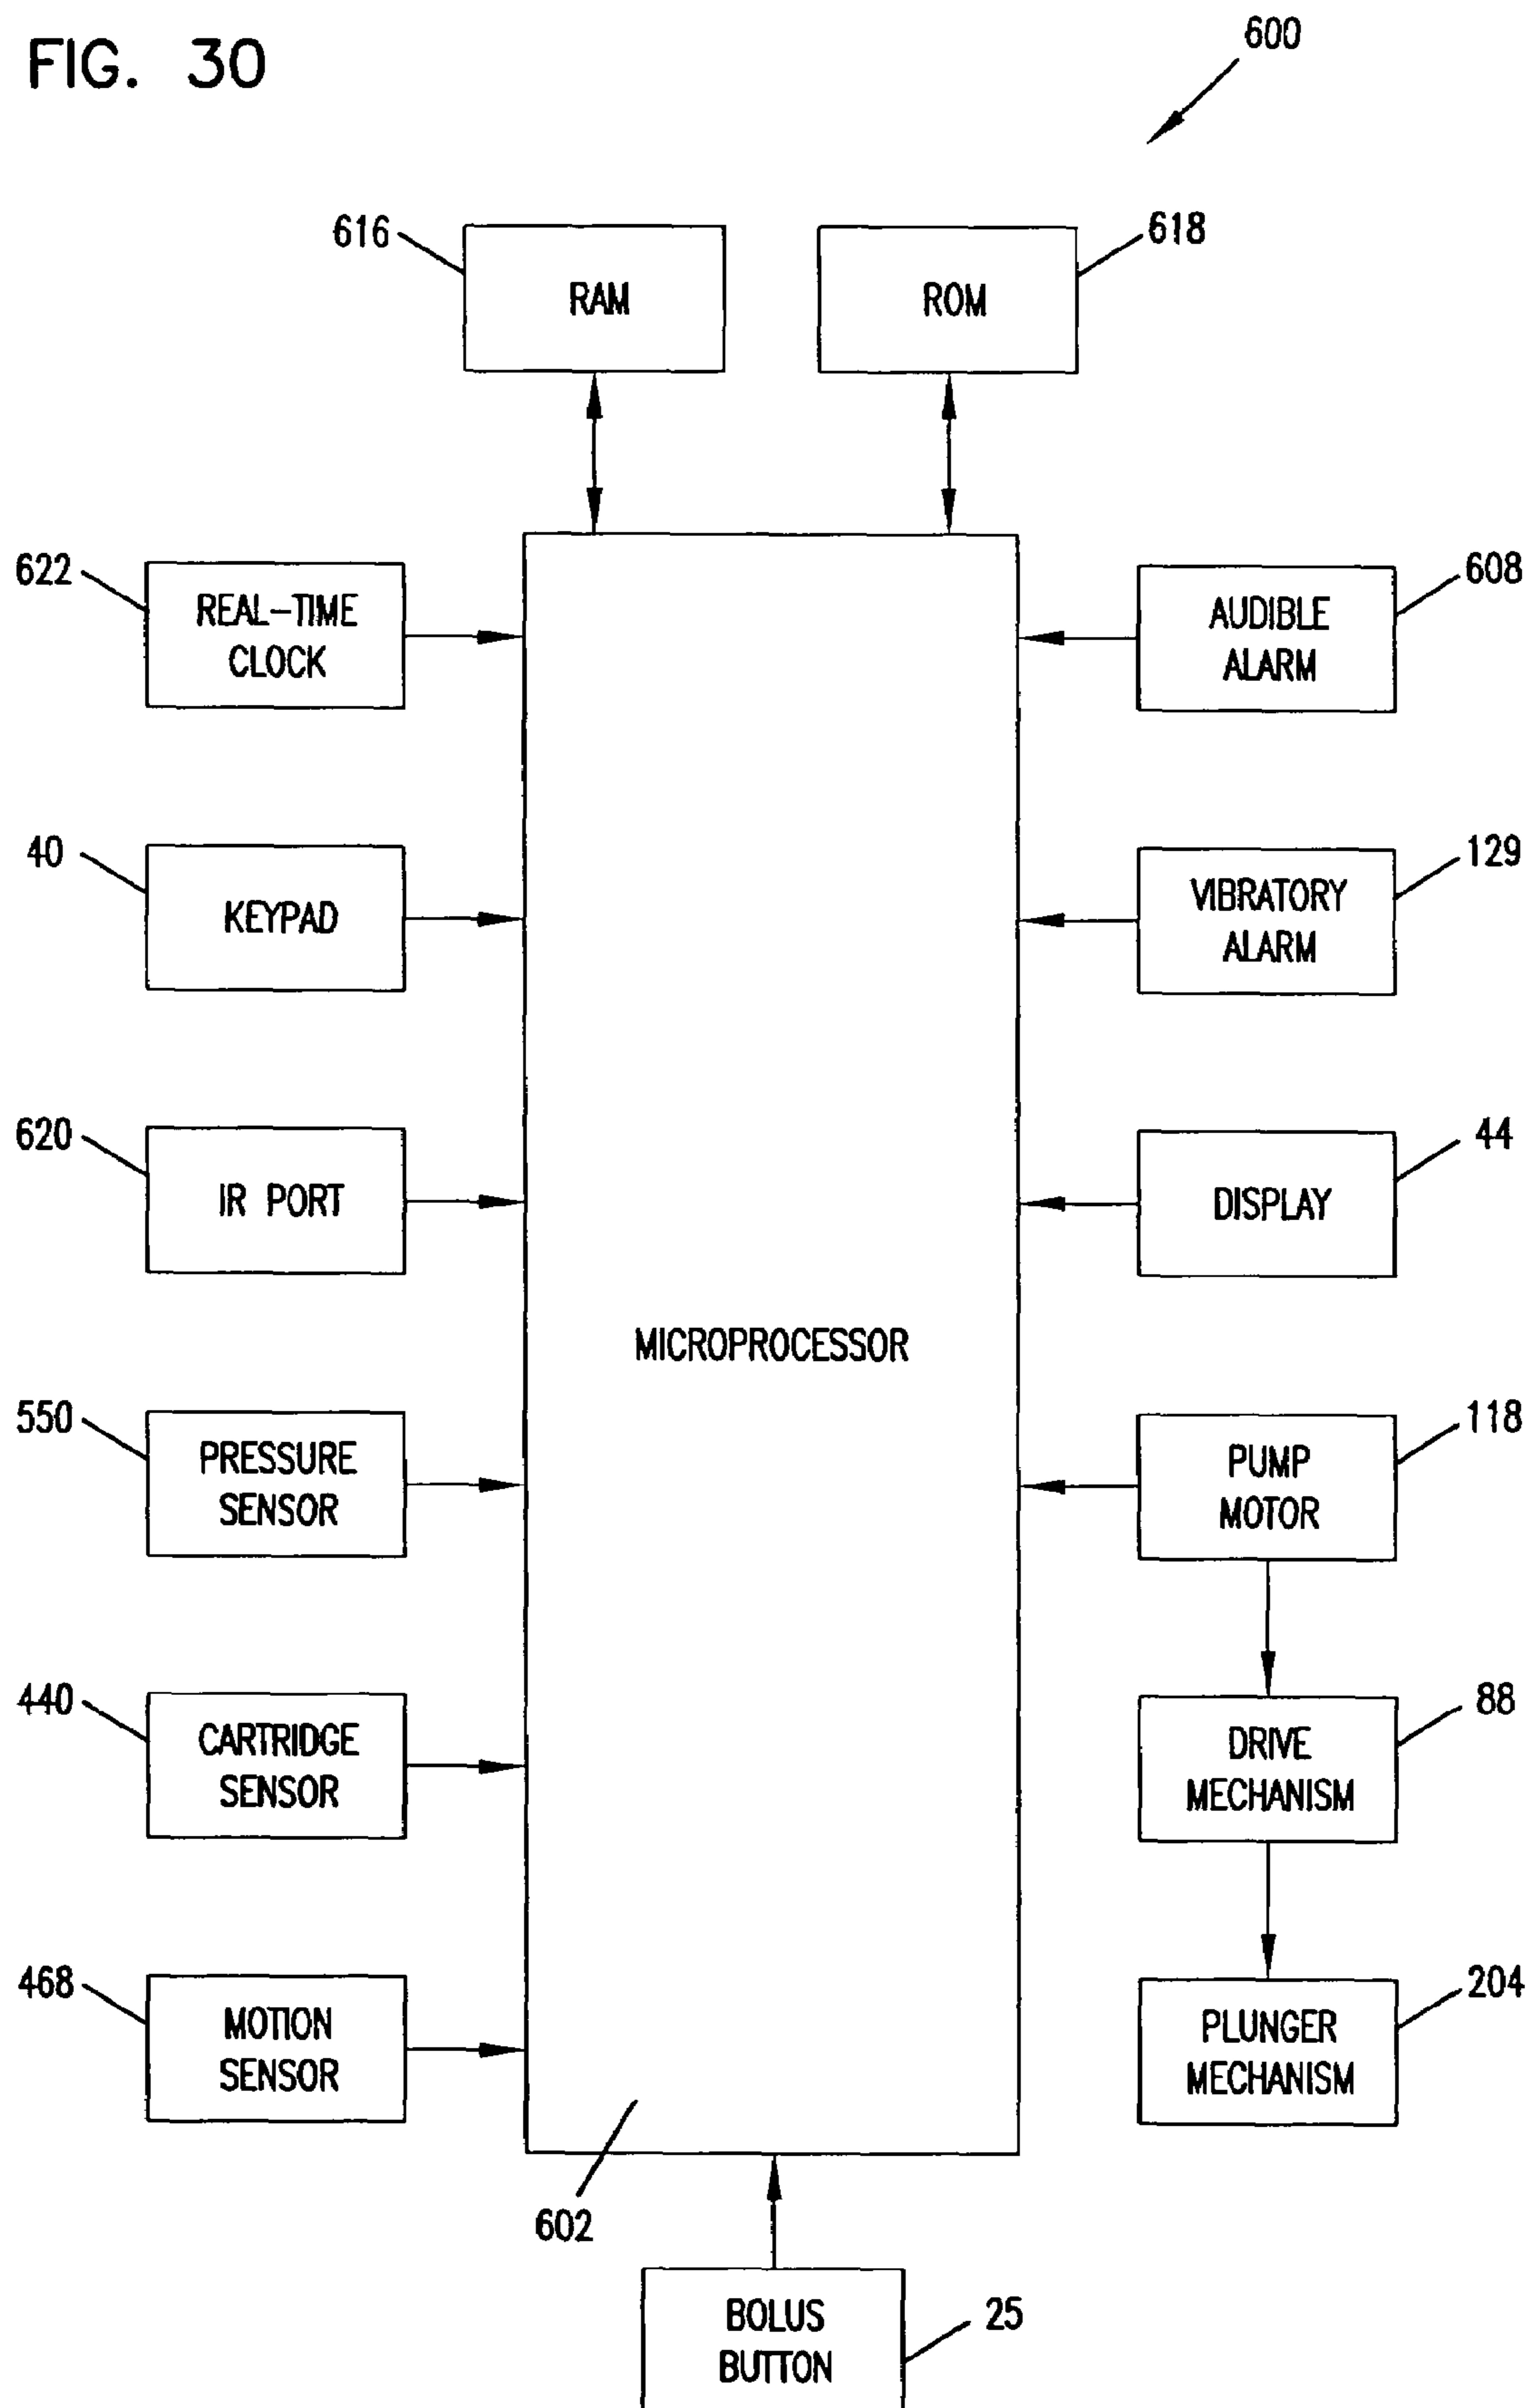 FIG. 30
600
616
RAM
ROM
618
622
REAL-TIME
CLOCK
AUDIBLE
ALARM
608
40
KEYPAD
VIBRATORY
ALARM
129
620
IR PORT
DISPLAY
44
MICROPROCESSOR
550
PRESSURE
SENSOR
PUMP
MOTOR
118
440
CARTRIDGE
SENSOR
DRIVE
MECHANISM
88
468
MOTION
SENSOR
PLUNGER
MECHANISM
204
602
BOLUS
BUTTON
25